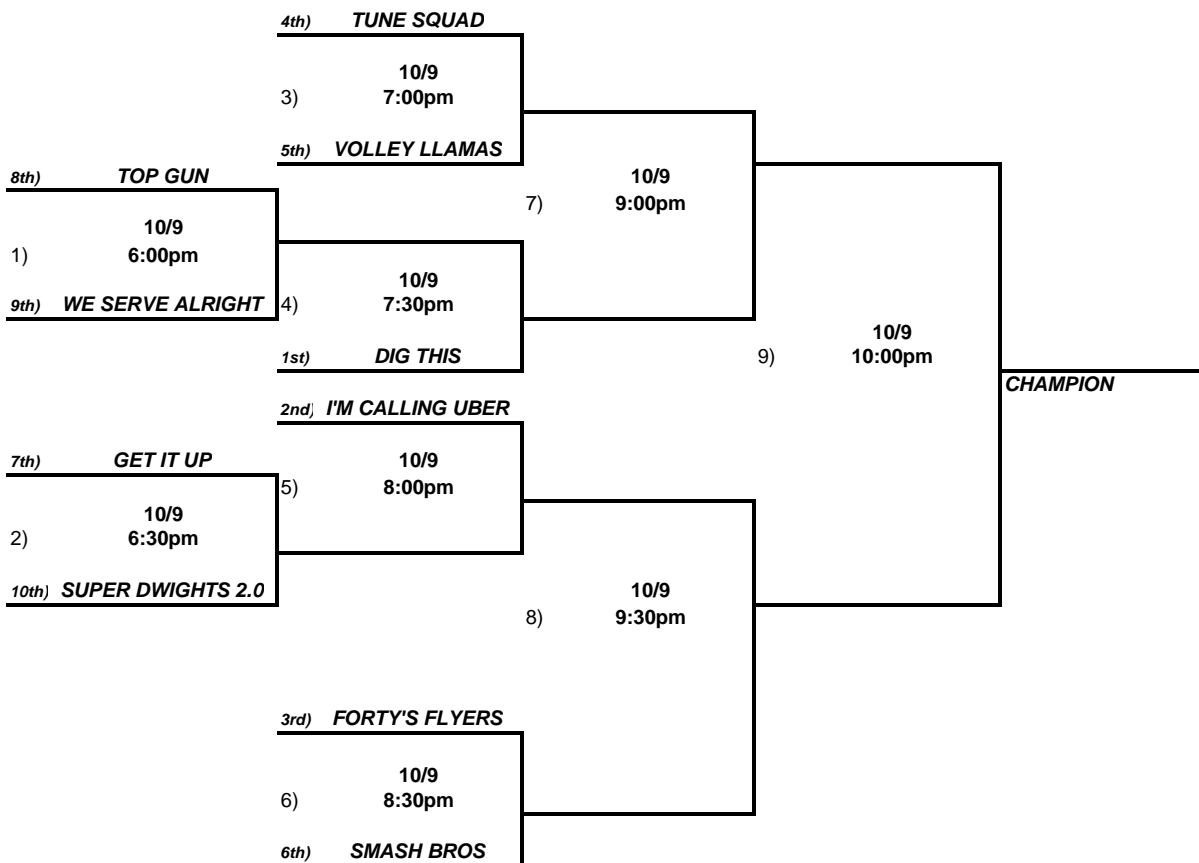 4th) TUNE SQUAD
10/9
3) 7:00pm
5th) VOLLEY LLAMAS
8th) TOP GUN
10/9
7) 9:00pm
10/9
1) 6:00pm
10/9
9th) WE SERVE ALRIGHT 4) 7:30pm
10/9
1st) DIG THIS 9) 10:00pm
CHAMPION
2nd) I'M CALLING UBER
7th) GET IT UP 10/9
5) 8:00pm
10/9
2) 6:30pm
10th) SUPER DWIGHTS 2.0 10/9
8) 9:30pm
3rd) FORTY'S FLYERS
10/9
6) 8:30pm
6th) SMASH BROS